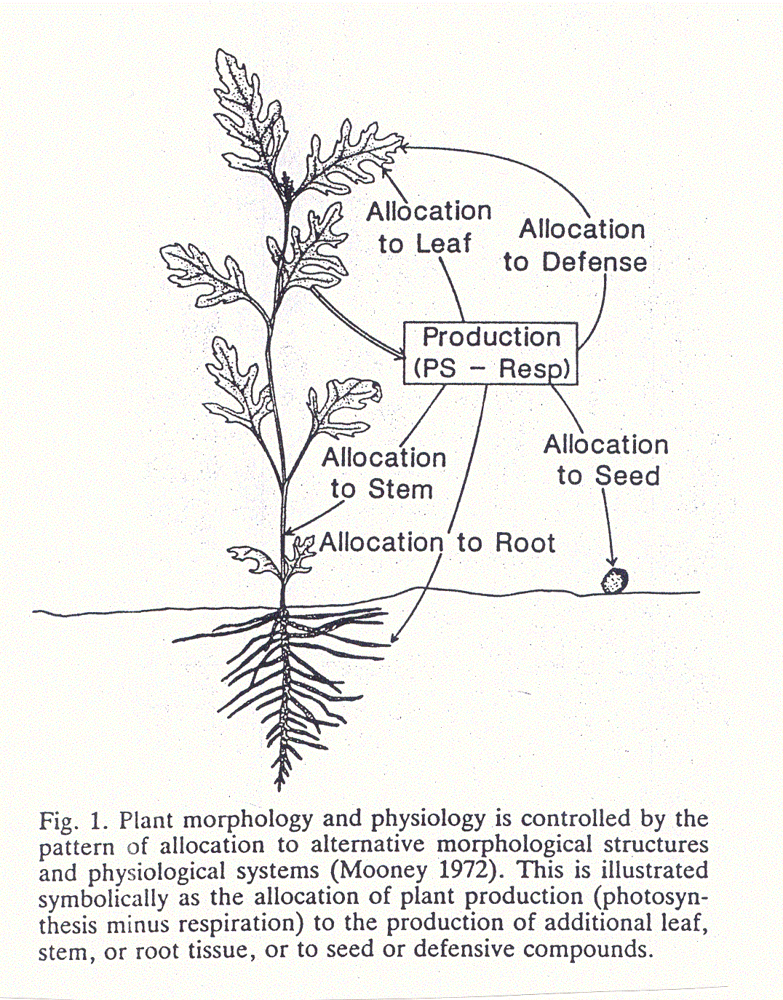 Allocation
to Leaf
Allocation
to Defense
Production
(PS – Resp)
Allocation
to Stem
Allocation
to Seed
Allocation to Root
Fig. 1. Plant morphology and physiology is controlled by the
pattern of allocation to alternative morphological structures
and physiological systems (Mooney 1972). This is illustrated
symbolically as the allocation of plant production (photosyn-
thesis minus respiration) to the production of additional leaf,
stem, or root tissue, or to seed or defensive compounds.